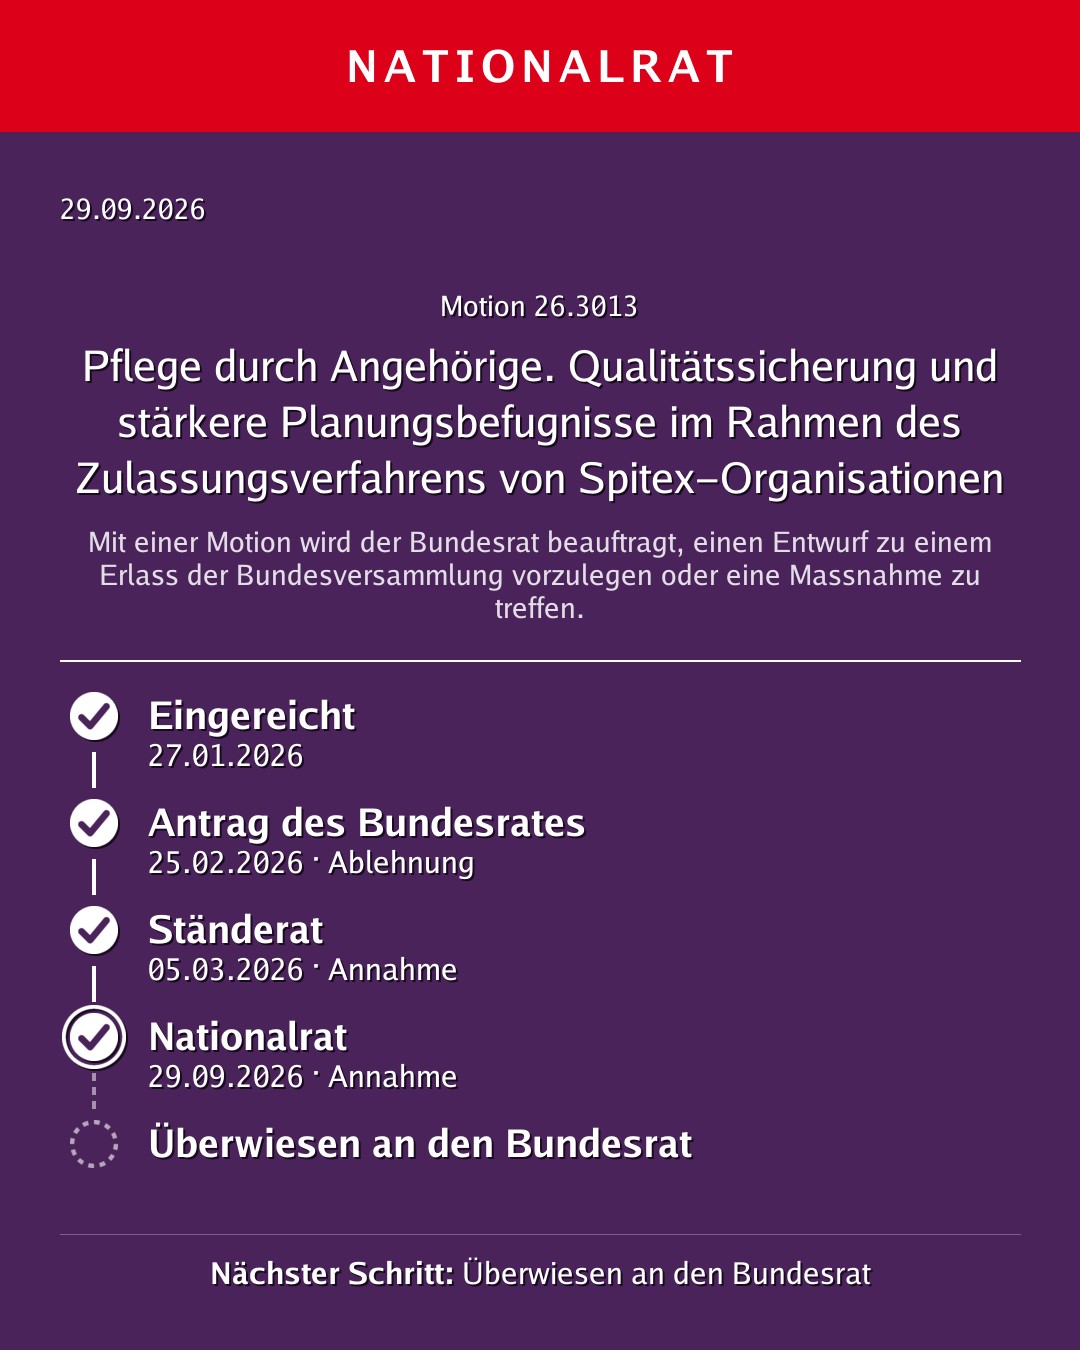 NATIONALRAT
29.09.2026
Motion 26.3013
Pflege durch Angehörige. Qualitätssicherung und
stärkere Planungsbefugnisse im Rahmen des
Zulassungsverfahrens von Spitex–Organisationen
Mit einer Motion wird der Bundesrat beauftragt, einen Entwurf zu einem
Erlass der Bundesversammlung vorzulegen oder eine Massnahme zu
treffen.
Eingereicht
27.01.2026
Antrag des Bundesrates
25.02.2026 · Ablehnung
Ständerat
05.03.2026 · Annahme
Nationalrat
29.09.2026 · Annahme
Überwiesen an den Bundesrat
Nächster Schritt: Überwiesen an den Bundesrat